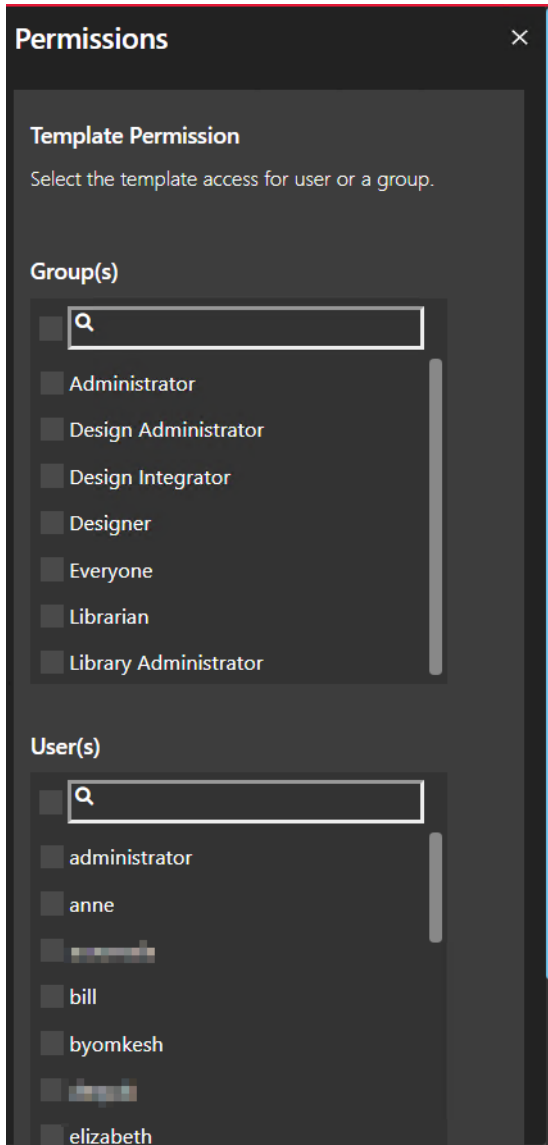 Permissions
Template Permission
Select the template access for user or a group.
Group(s)
Administrator
Design Administrator
Design Integrator
Designer
Everyone
Librarian
Library Administrator
User(s)
administrator
anne
bill
byomkesh
elizabeth